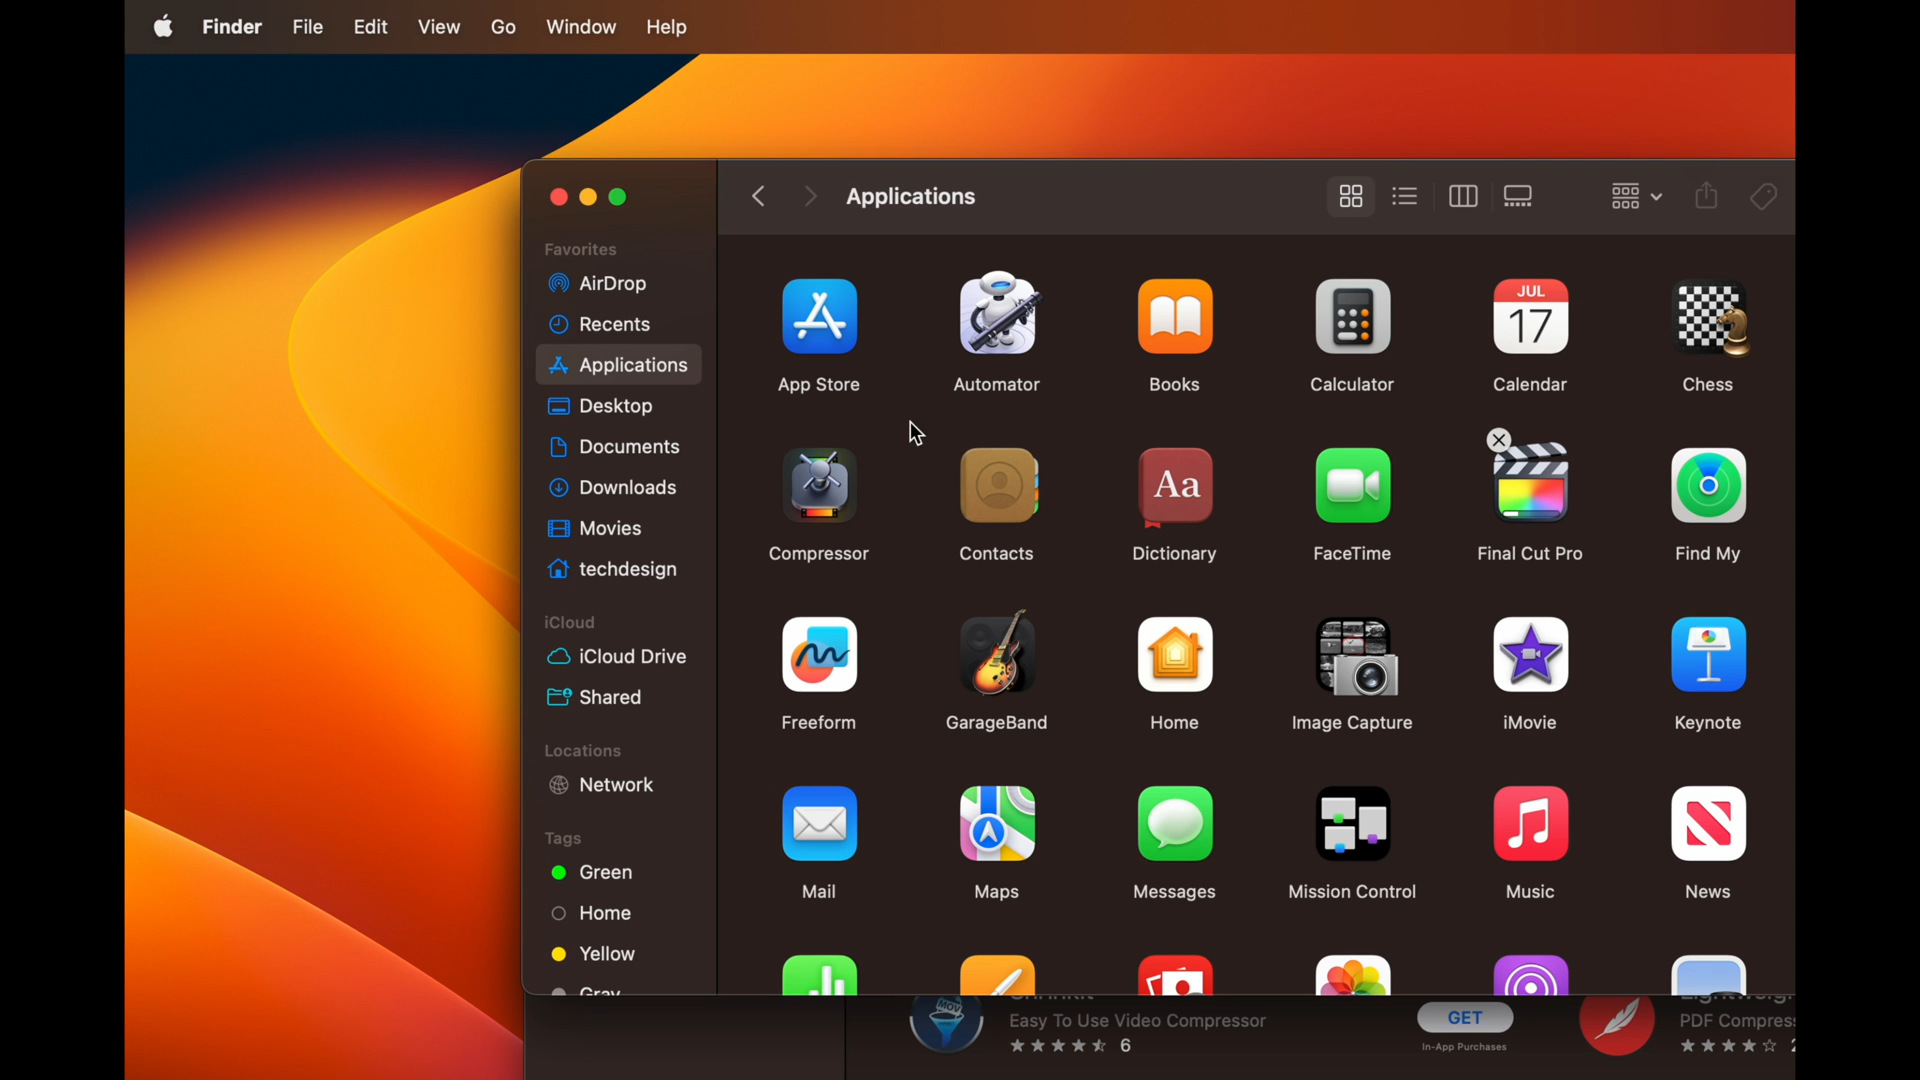 Finder File Edit View Go Window Help
Applications
Favorites
AirDrop
Recents
Applications
Desktop
Documents
Downloads
Movies
techdesign
iCloud
iCloud Drive
Shared
Locations
Network
Tags
Green
Home
Yellow
Gray
JUL
17
App Store Automator Books Calculator Calendar Chess
Aa
Compressor Contacts Dictionary FaceTime Final Cut Pro Find My
Freeform GarageBand Home Image Capture iMovie Keynote
Mail Maps Messages Mission Control Music News
MOV
Easy To Use Video Compressor
6
GET
In-App Purchases
PDF